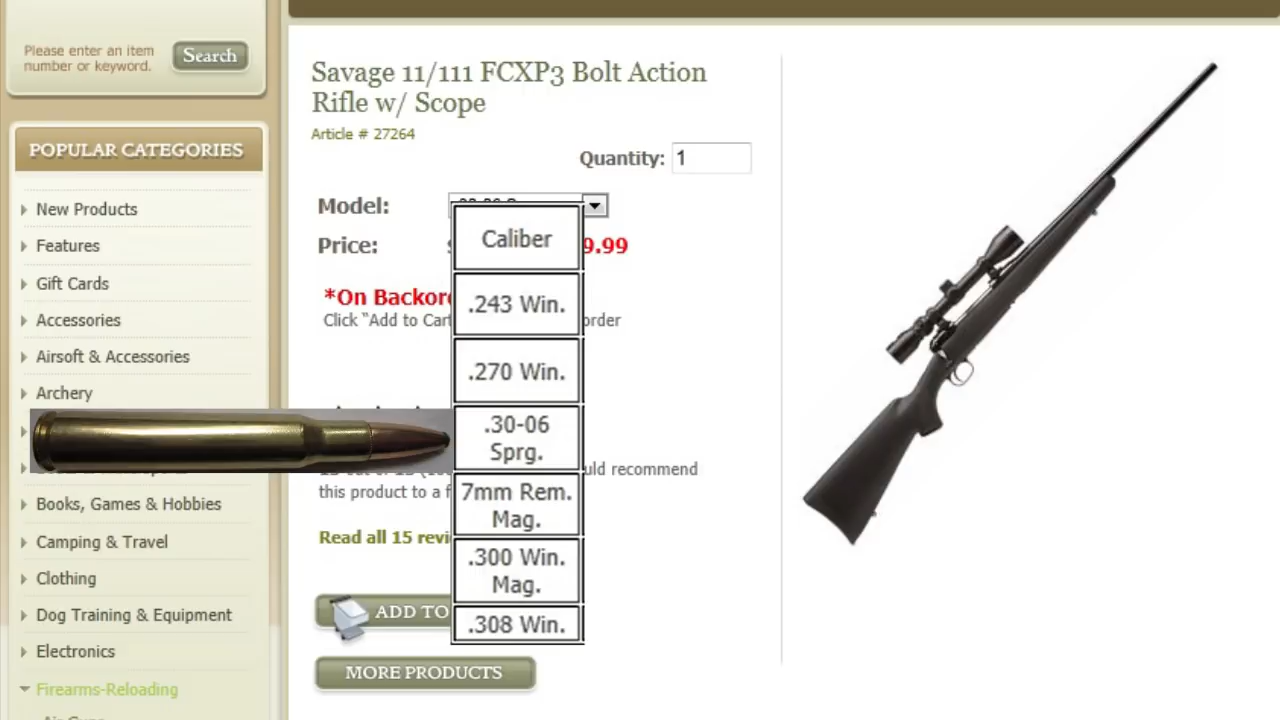 Please enter an item
number or keyword.
Search
POPULAR CATEGORIES
New Products
Features
Gift Cards
Accessories
Airsoft & Accessories
Archery
Books, Games & Hobbies
Camping & Travel
Clothing
Dog Training & Equipment
Electronics
Firearms-Reloading
Savage 11/111 FCXP3 Bolt Action
Rifle w/ Scope
Article # 27264
Quantity: 1
Model:
Price: 9.99
*On Backor
Click "Add to Cart order
recommend
this product to a
Read all 15
ADD TO
MORE PRODUCTS
Caliber
.243 Win.
.270 Win.
.30-06
Sprg.
7mm Rem.
Mag.
.300 Win.
Mag.
.308 Win.